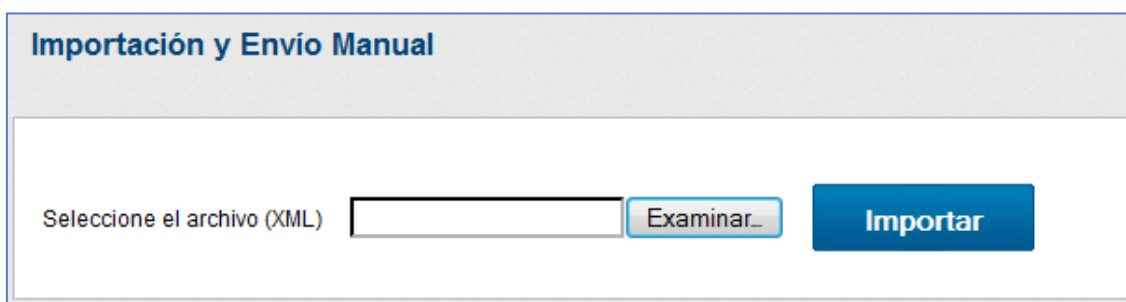 Importación y Envío Manual
Seleccione el archivo (XML) Examinar... Importar